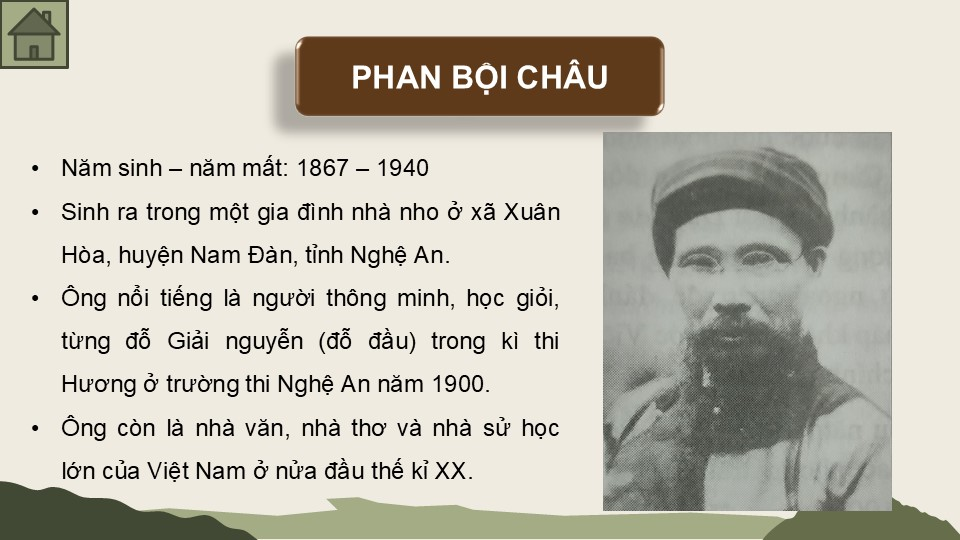 PHAN BỘI CHÂU
• Năm sinh – năm mất: 1867 – 1940
• Sinh ra trong một gia đình nhà nho ở xã Xuân
Hòa, huyện Nam Đàn, tỉnh Nghệ An.
• Ông nổi tiếng là người thông minh, học giỏi,
từng đỗ Giải nguyễn (đỗ đầu) trong kì thi
Hương ở trường thi Nghệ An năm 1900.
• Ông còn là nhà văn, nhà thơ và nhà sử học
lớn của Việt Nam ở nửa đầu thế kỉ XX.